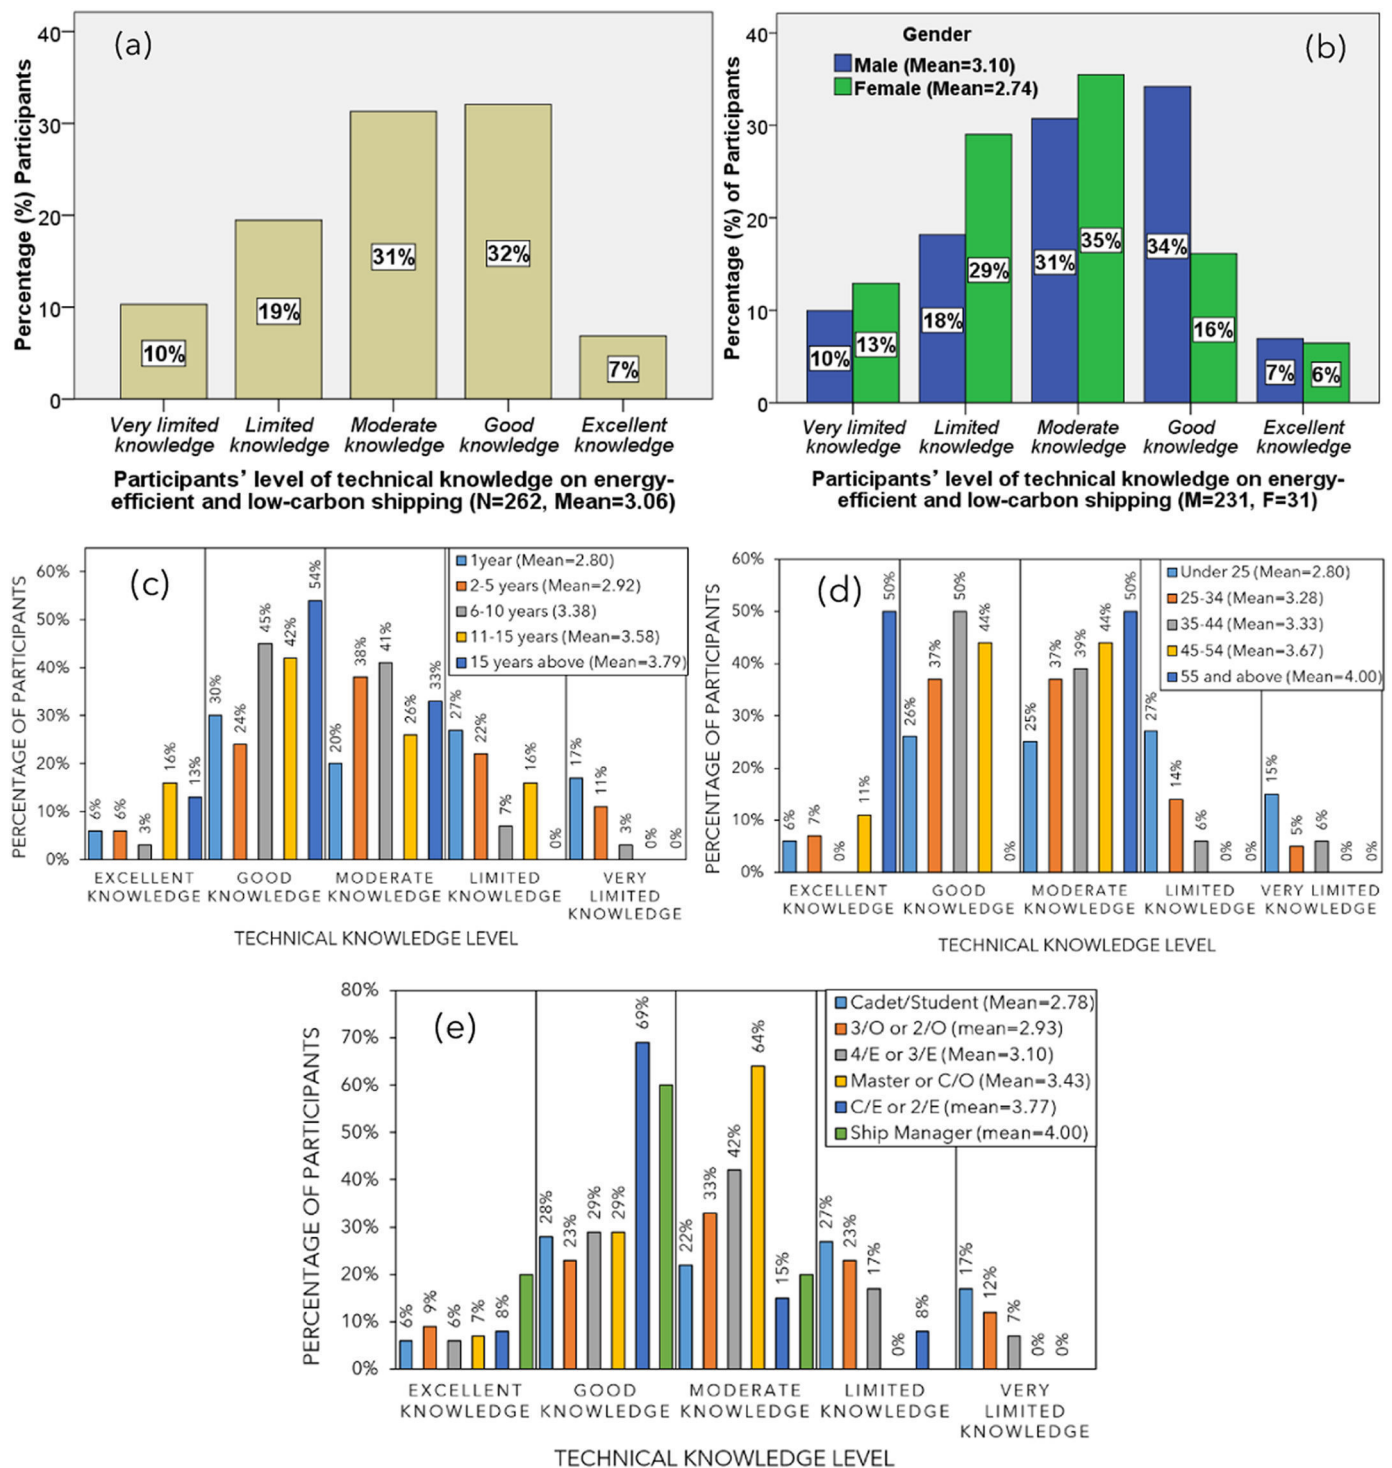 (a)
Percentage (%) Participants
40
30
20
10
0
10%
19%
31%
32%
7%
Very limited knowledge
Limited knowledge
Moderate knowledge
Good knowledge
Excellent knowledge
Participants’ level of technical knowledge on energy-
efficient and low-carbon shipping (N=262, Mean=3.06)
(b)
Gender
Male (Mean=3.10)
Female (Mean=2.74)
Percentage (%) of Participants
40
30
20
10
0
10%
13%
18%
29%
31%
35%
34%
16%
7%
6%
Very limited knowledge
Limited knowledge
Moderate knowledge
Good knowledge
Excellent knowledge
Participants’ level of technical knowledge on energy-
efficient and low-carbon shipping (M=231, F=31)
(c)
1year (Mean=2.80)
2-5 years (Mean=2.92)
6-10 years (3.38)
11-15 years (Mean=3.58)
15 years above (Mean=3.79)
PERCENTAGE OF PARTICIPANTS
60%
50%
40%
30%
20%
10%
0%
6%
6%
3%
16%
13%
30%
24%
45%
42%
54%
20%
38%
41%
26%
33%
27%
22%
7%
16%
0%
17%
11%
3%
0%
0%
EXCELLENT KNOWLEDGE
GOOD KNOWLEDGE
MODERATE KNOWLEDGE
LIMITED KNOWLEDGE
VERY LIMITED KNOWLEDGE
TECHNICAL KNOWLEDGE LEVEL
(d)
Under 25 (Mean=2.80)
25-34 (Mean=3.28)
35-44 (Mean=3.33)
45-54 (Mean=3.67)
55 and above (Mean=4.00)
PERCENTAGE OF PARTICIPANTS
60%
50%
40%
30%
20%
10%
0%
6%
7%
0%
11%
50%
26%
37%
50%
44%
0%
25%
37%
39%
44%
50%
27%
14%
6%
0%
0%
15%
5%
6%
0%
0%
EXCELLENT KNOWLEDGE
GOOD KNOWLEDGE
MODERATE KNOWLEDGE
LIMITED KNOWLEDGE
VERY LIMITED KNOWLEDGE
TECHNICAL KNOWLEDGE LEVEL
(e)
Cadet/Student (Mean=2.78)
3/O or 2/O (mean=2.93)
4/E or 3/E (Mean=3.10)
Master or C/O (Mean=3.43)
C/E or 2/E (mean=3.77)
Ship Manager (mean=4.00)
PERCENTAGE OF PARTICIPANTS
80%
70%
60%
50%
40%
30%
20%
10%
0%
6%
9%
6%
7%
8%
28%
23%
29%
29%
69%
22%
33%
42%
64%
15%
27%
23%
17%
0%
8%
17%
12%
7%
0%
0%
EXCELLENT KNOWLEDGE
GOOD KNOWLEDGE
MODERATE KNOWLEDGE
LIMITED KNOWLEDGE
VERY LIMITED KNOWLEDGE
TECHNICAL KNOWLEDGE LEVEL